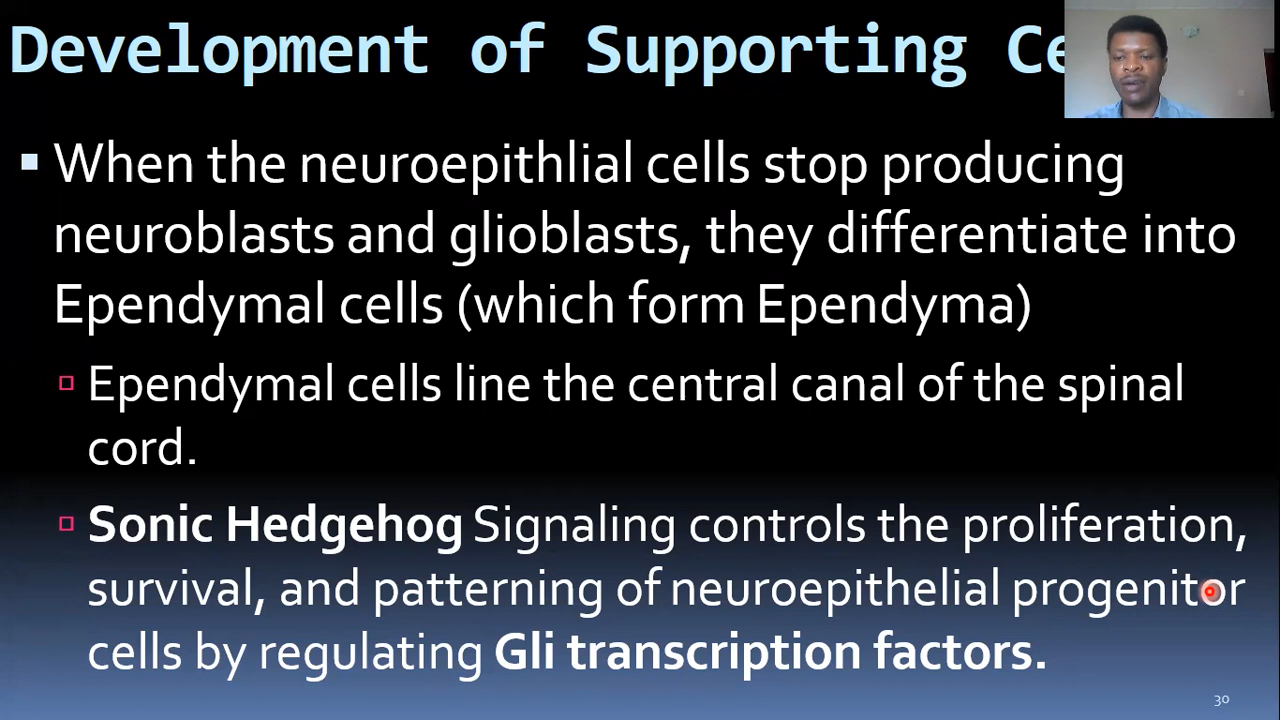 Development of Supporting Ce
▪ When the neuroepithlial cells stop producing
neuroblasts and glioblasts, they differentiate into
Ependymal cells (which form Ependyma)
▫ Ependymal cells line the central canal of the spinal
cord.
▫ Sonic Hedgehog Signaling controls the proliferation,
survival, and patterning of neuroepithelial progenitor
cells by regulating Gli transcription factors.
30